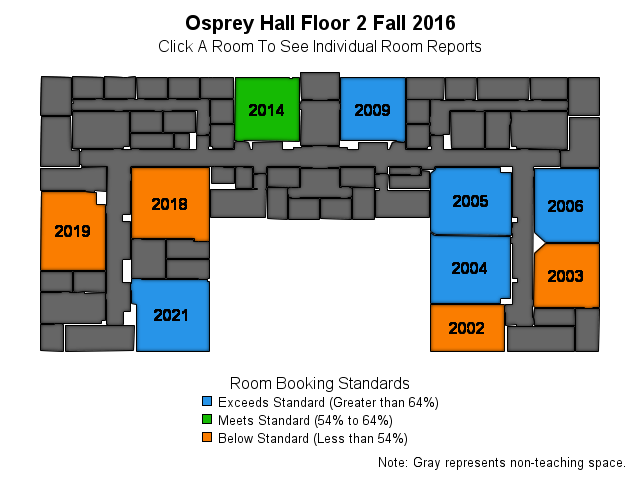 Osprey Hall Floor 2 Fall 2016
Click A Room To See Individual Room Reports
2014
2009
2018
2005
2006
2019
2004
2003
2021
2002
Room Booking Standards
Exceeds Standard (Greater than 64%)
Meets Standard (54% to 64%)
Below Standard (Less than 54%)
Note: Gray represents non-teaching space.